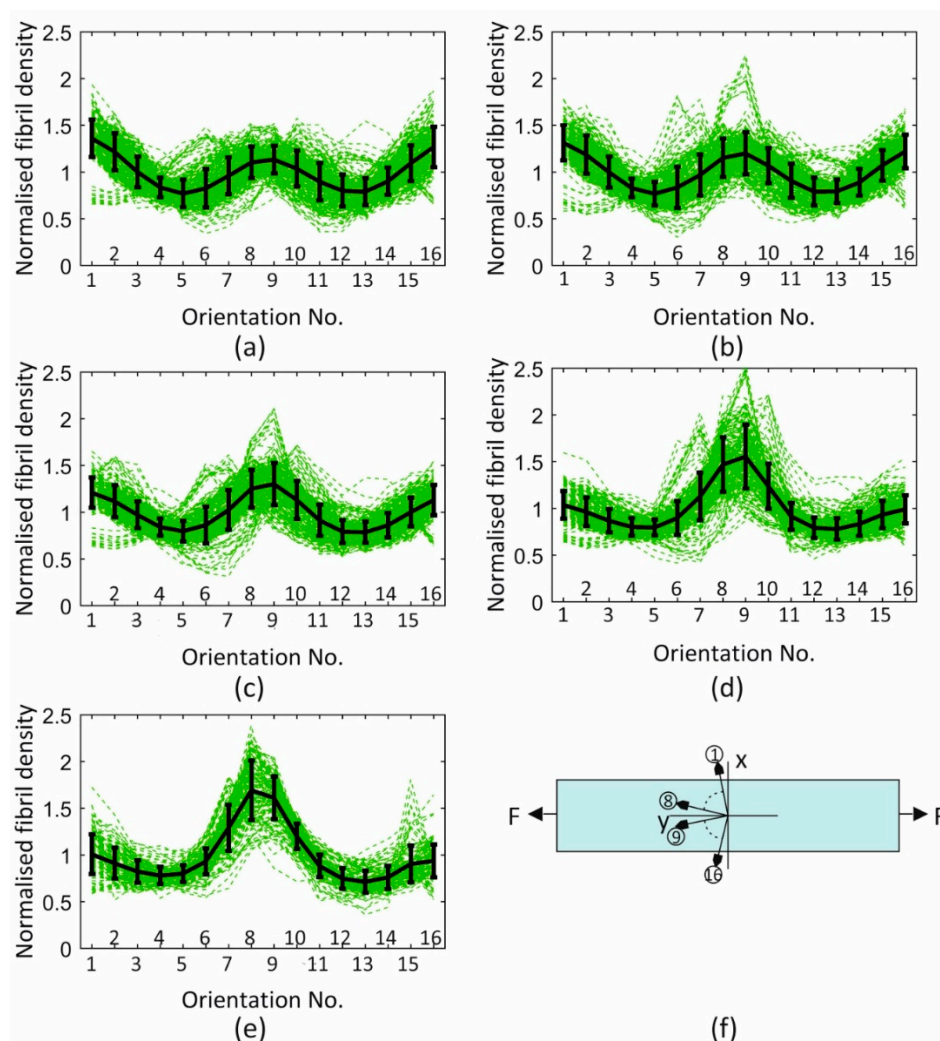 2.5
2
1.5
1
0.5
0
Normalised fibril density
2 4 6 8 10 12 14 16
1 3 5 7 9 11 13 15
Orientation No.
(a)
2.5
2
1.5
1
0.5
0
Normalised fibril density
2 4 6 8 10 12 14 16
1 3 5 7 9 11 13 15
Orientation No.
(b)
2.5
2
1.5
1
0.5
0
Normalised fibril density
2 4 6 8 10 12 14 16
1 3 5 7 9 11 13 15
Orientation No.
(c)
2.5
2
1.5
1
0.5
0
Normalised fibril density
2 4 6 8 10 12 14 16
1 3 5 7 9 11 13 15
Orientation No.
(d)
2.5
2
1.5
1
0.5
0
Normalised fibril density
2 4 6 8 10 12 14 16
1 3 5 7 9 11 13 15
Orientation No.
(e)
① x
⑧
F y F
⑨
⑯
(f)